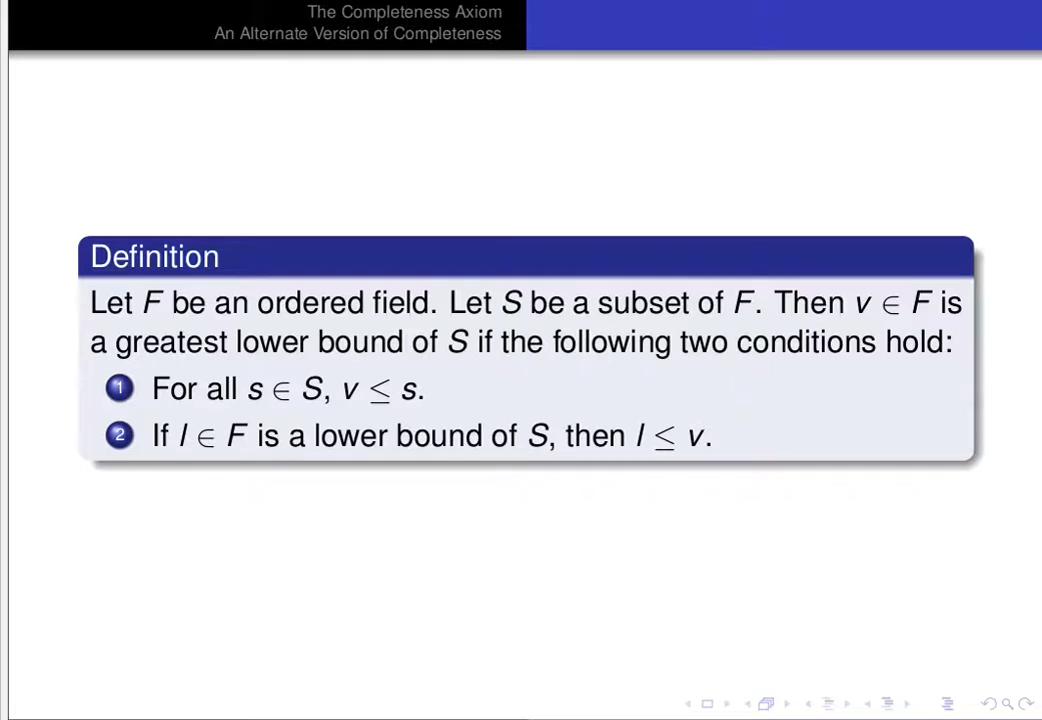 The Completeness Axiom
An Alternate Version of Completeness
Definition
Let F be an ordered field. Let S be a subset of F. Then v ∈ F is
a greatest lower bound of S if the following two conditions hold:
1 For all s ∈ S, v ≤ s.
2 If l ∈ F is a lower bound of S, then l ≤ v.